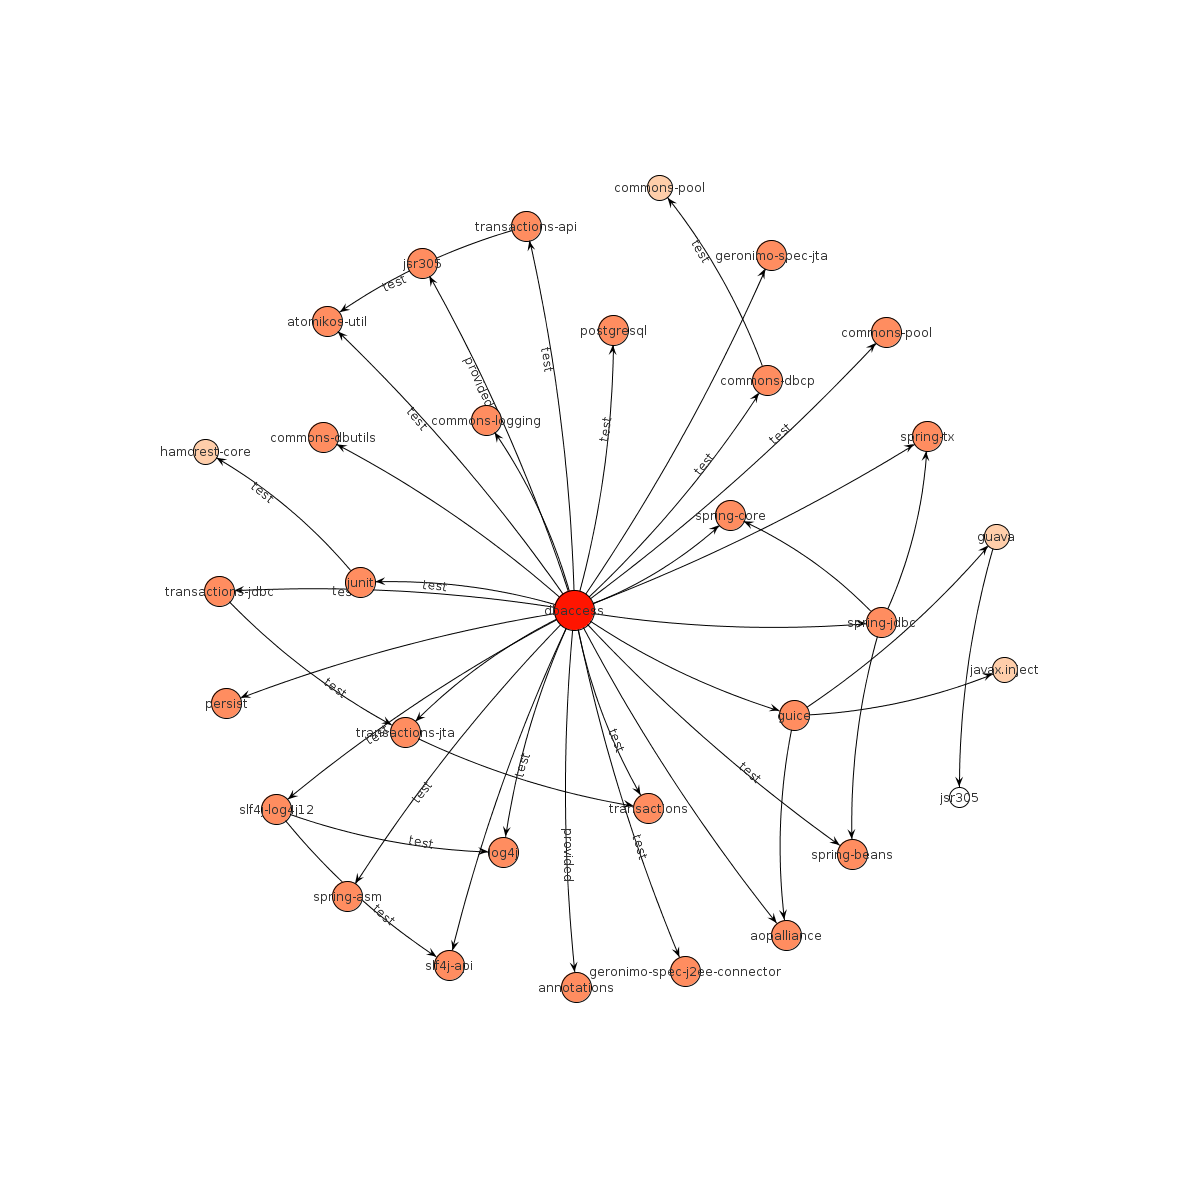 commons-pool
transactions-api
test
geronimo-spec-jta
jsr305
test
atomikos-util
postgresql
commons-pool
test
provided
commons-dbcp
test
commons-logging
test
test
commons-dbutils
spring-tx
hamcrest-core
test
test
spring-core
guava
junit
test
transactions-jdbc
test
dbaccess
spring-jdbc
javax.inject
test
persist
guice
transactions-jta
test
test
test
test
test
jsr305
slf4j-log4j12
transactions
test
test
log4j
provided
spring-beans
spring-asm
test
aopalliance
slf4j-api
geronimo-spec-j2ee-connector
annotations